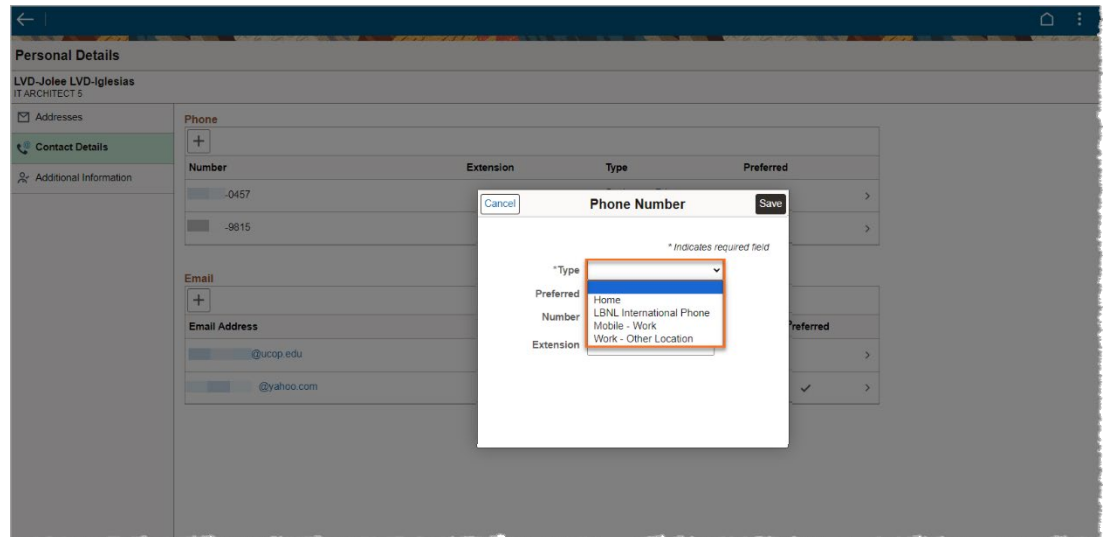 Personal Details
LVD-Jolee LVD-Iglesias
IT ARCHITECT 5
Addresses
Contact Details
Additional Information
Phone
Number Extension Type Preferred
-0457
-9815
Email
Email Address
@ucop.edu
@yahoo.com
Cancel Phone Number Save
* Indicates required field
*Type
Preferred
Number
Extension
Home
LBNL International Phone
Mobile - Work
Work - Other Location
Preferred